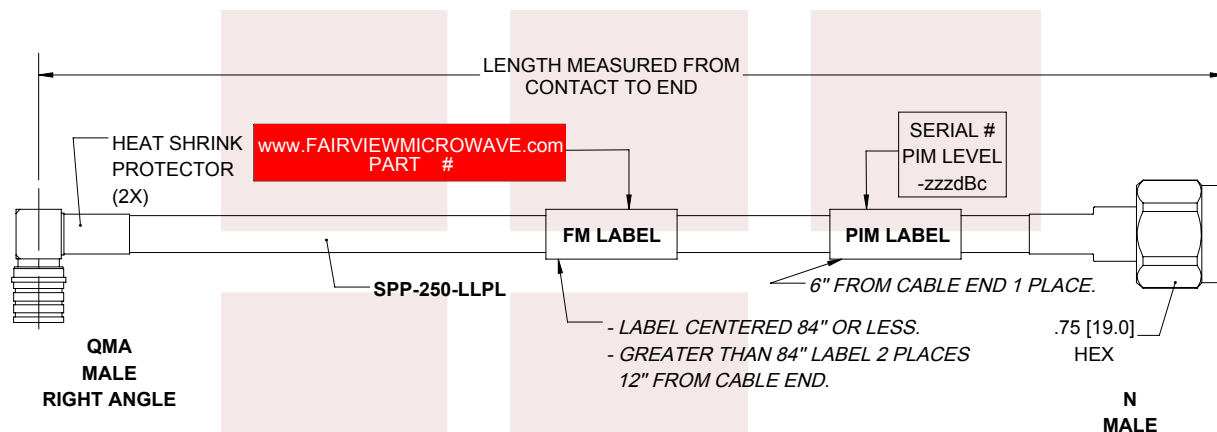 LENGTH MEASURED FROM
CONTACT TO END
HEAT SHRINK
PROTECTOR
(2X)
www.FAIRVIEWMICROWAVE.com
PART #
SERIAL #
PIM LEVEL
-zzzdBc
FM LABEL
PIM LABEL
SPP-250-LLPL
6" FROM CABLE END 1 PLACE.
- LABEL CENTERED 84" OR LESS.
- GREATER THAN 84" LABEL 2 PLACES
12" FROM CABLE END.
.75 [19.0]
HEX
QMA
MALE
RIGHT ANGLE
N
MALE